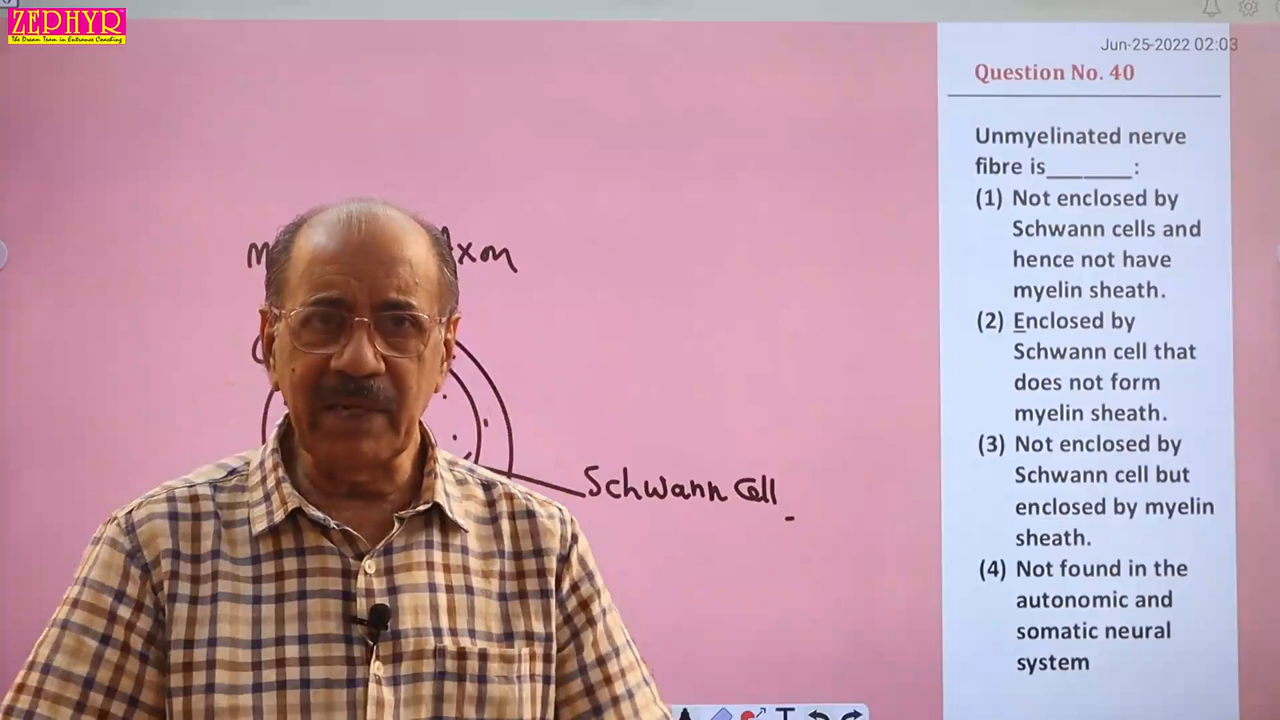 ZEPHYR
The Dream Team in Entrance Coaching
Jun-25-2022 02:03
Question No. 40
Unmyelinated nerve
fibre is_______:
(1) Not enclosed by
Schwann cells and
hence not have
myelin sheath.
(2) Enclosed by
Schwann cell that
does not form
myelin sheath.
(3) Not enclosed by
Schwann cell but
enclosed by myelin
sheath.
(4) Not found in the
autonomic and
somatic neural
system
Axon
Schwann Cell